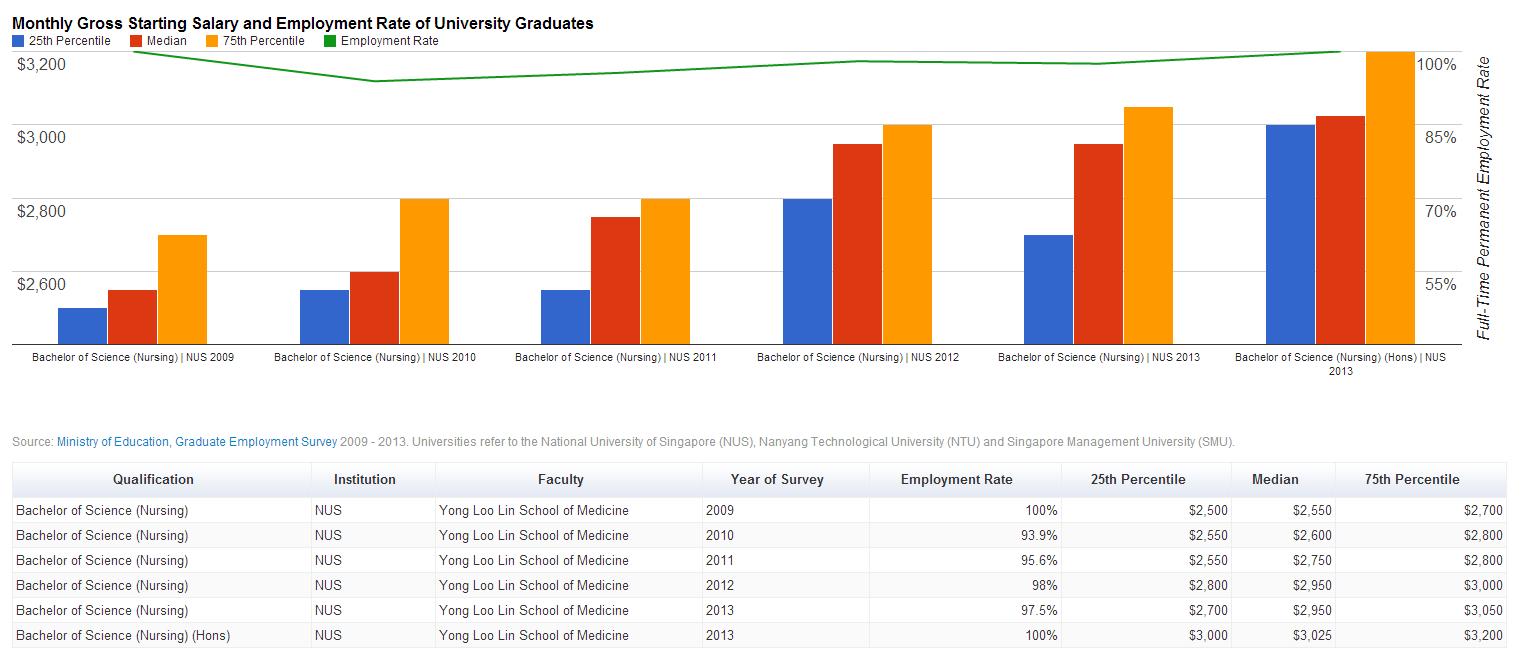 Monthly Gross Starting Salary and Employment Rate of University Graduates
25th Percentile Median 75th Percentile Employment Rate
$3,200 100%
$3,000 85%
$2,800 70%
$2,600 55%
Full-Time Permanent Employment Rate
Bachelor of Science (Nursing) | NUS 2009 Bachelor of Science (Nursing) | NUS 2010 Bachelor of Science (Nursing) | NUS 2011 Bachelor of Science (Nursing) | NUS 2012 Bachelor of Science (Nursing) | NUS 2013 Bachelor of Science (Nursing) (Hons) | NUS
2013
Source: Ministry of Education, Graduate Employment Survey 2009 - 2013. Universities refer to the National University of Singapore (NUS), Nanyang Technological University (NTU) and Singapore Management University (SMU).
Qualification Institution Faculty Year of Survey Employment Rate 25th Percentile Median 75th Percentile
Bachelor of Science (Nursing) NUS Yong Loo Lin School of Medicine 2009 100% $2,500 $2,550 $2,700
Bachelor of Science (Nursing) NUS Yong Loo Lin School of Medicine 2010 93.9% $2,550 $2,600 $2,800
Bachelor of Science (Nursing) NUS Yong Loo Lin School of Medicine 2011 95.6% $2,550 $2,750 $2,800
Bachelor of Science (Nursing) NUS Yong Loo Lin School of Medicine 2012 98% $2,800 $2,950 $3,000
Bachelor of Science (Nursing) NUS Yong Loo Lin School of Medicine 2013 97.5% $2,700 $2,950 $3,050
Bachelor of Science (Nursing) (Hons) NUS Yong Loo Lin School of Medicine 2013 100% $3,000 $3,025 $3,200